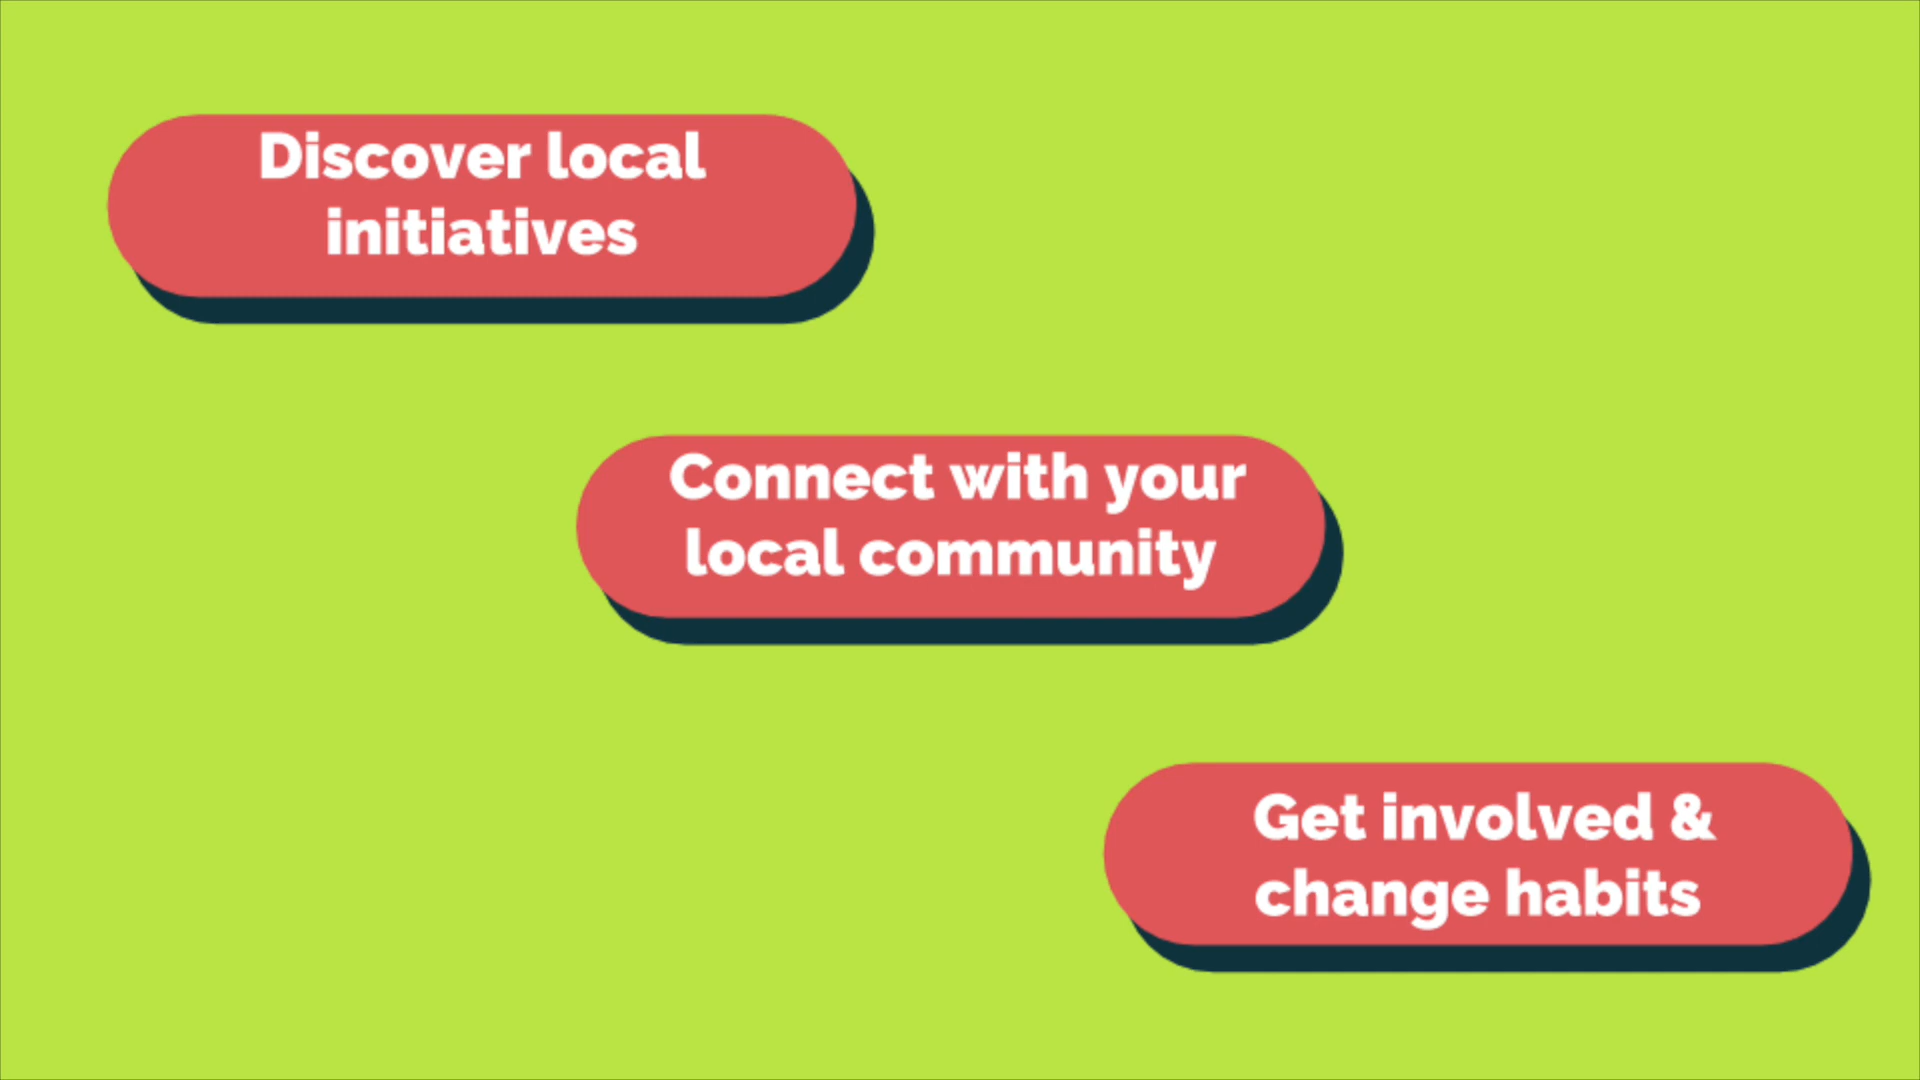 Discover local
initiatives
Connect with your
local community
Get involved &
change habits